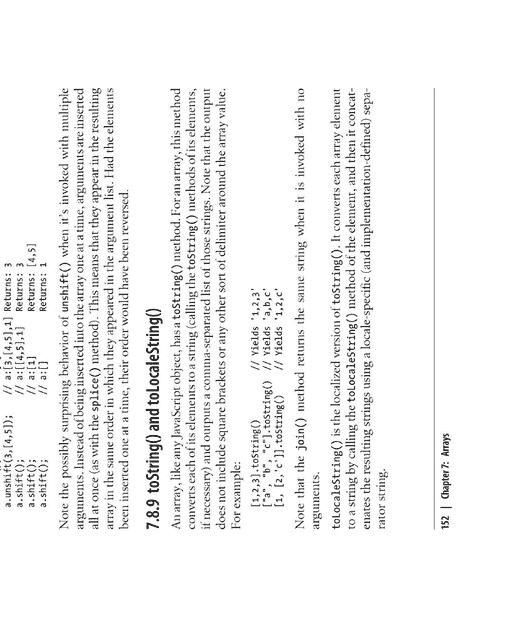 a.unshift(3,[4,5]); // a:[3,[4,5],1] Returns: 3
a.shift(); // a:[[4,5],1] Returns: 3
a.shift(); // a:[1] Returns: [4,5]
a.shift(); // a:[] Returns: 1
Note the possibly surprising behavior of unshift() when it's invoked with multiple
arguments. Instead of being inserted into the array one at a time, arguments are inserted
all at once (as with the splice() method). This means that they appear in the resulting
array in the same order in which they appeared in the argument list. Had the elements
been inserted one at a time, their order would have been reversed.
7.8.9 toString() and toLocaleString()
An array, like any JavaScript object, has a toString() method. For an array, this method
converts each of its elements to a string (calling the toString() methods of its elements,
if necessary) and outputs a comma-separated list of those strings. Note that the output
does not include square brackets or any other sort of delimiter around the array value.
For example:
[1,2,3].toString() // Yields '1,2,3'
["a", "b", "c"].toString() // Yields 'a,b,c'
[1, [2,'c']].toString() // Yields '1,2,c'
Note that the join() method returns the same string when it is invoked with no
arguments.
toLocaleString() is the localized version of toString(). It converts each array element
to a string by calling the toLocaleString() method of the element, and then it concat-
enates the resulting strings using a locale-specific (and implementation-defined) sepa-
rator string.
152 | Chapter 7: Arrays